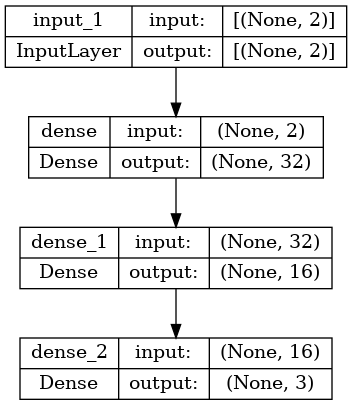 input_1 input: [(None, 2)]
InputLayer output: [(None, 2)]
dense input: (None, 2)
Dense output: (None, 32)
dense_1 input: (None, 32)
Dense output: (None, 16)
dense_2 input: (None, 16)
Dense output: (None, 3)